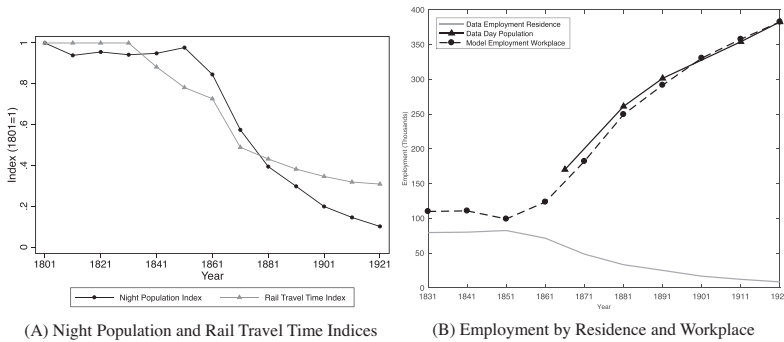 1
.8
.6
.4
.2
0
Index (1801=1)
1801 1821 1841 1861 1881 1901 1921
Year
Night Population Index Rail Travel Time Index
(A) Night Population and Rail Travel Time Indices
400
350
300
250
200
150
100
50
0
Employment (Thousands)
Data Employment Residence
Data Day Population
Model Employment Workplace
1831 1841 1851 1861 1871 1881 1891 1901 1911 192
Year
(B) Employment by Residence and Workplace